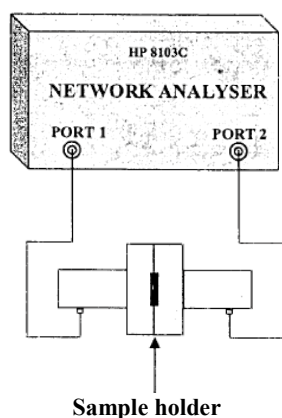 HP 8103C
NETWORK ANALYSER
PORT 1 PORT 2
Sample holder